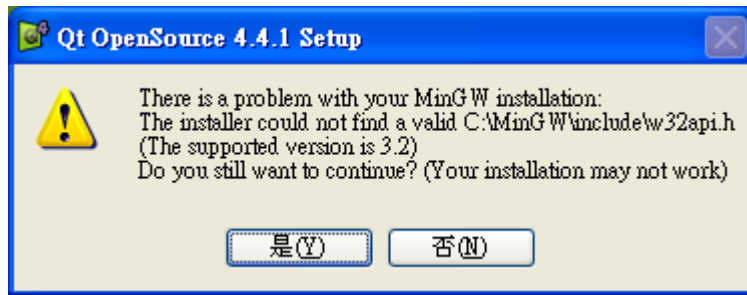 Qt OpenSource 4.4.1 Setup
There is a problem with your MinGW installation:
The installer could not find a valid C:\MinGW\include\w32api.h
(The supported version is 3.2)
Do you still want to continue? (Your installation may not work)
是(Y) 否(N)